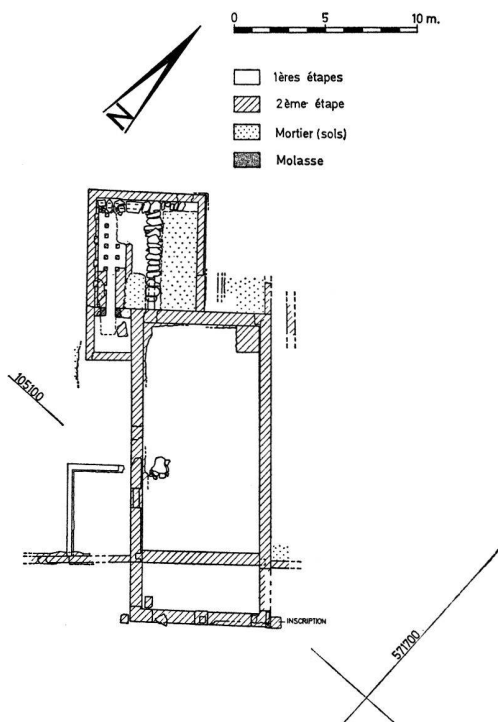 0 5 10 m.
1ères étapes
2ème étape
Mortier (sols)
Molasse
N
105100
INSCRIPTION
571700